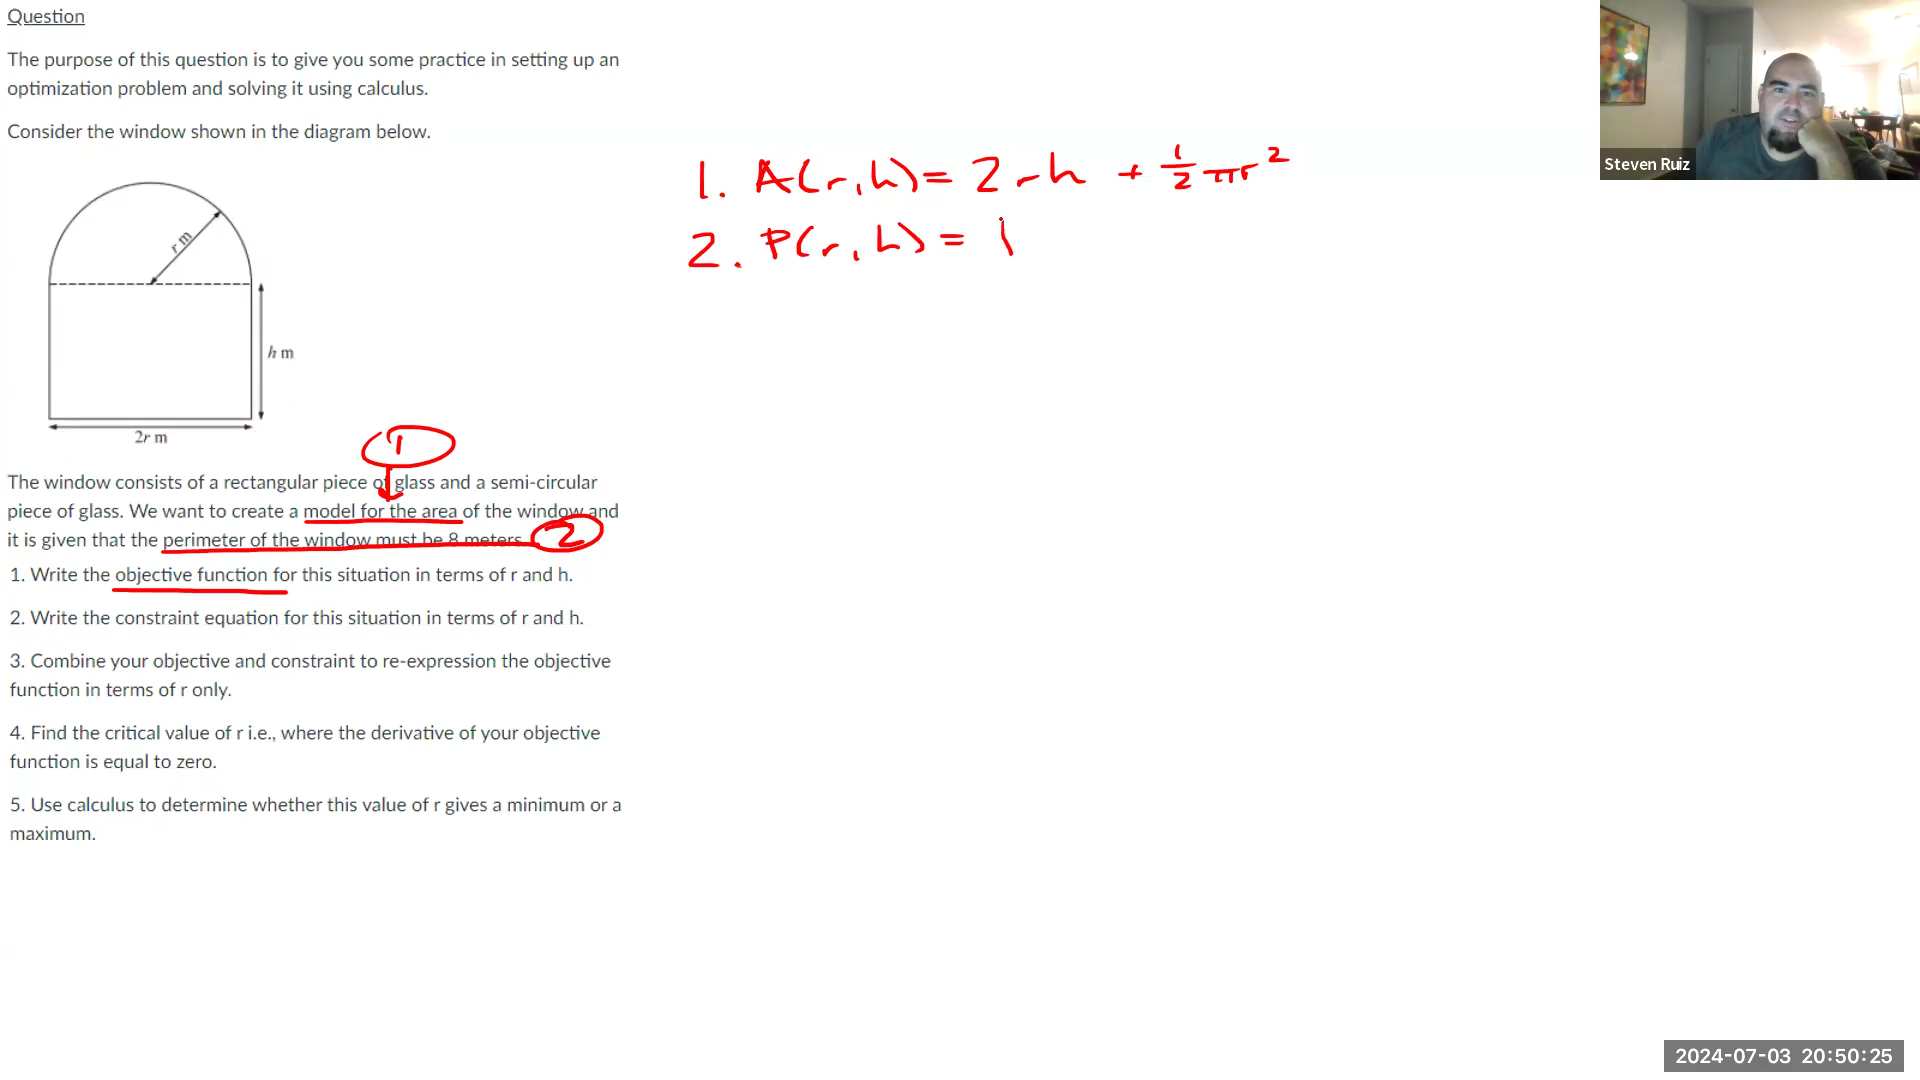 Question
The purpose of this question is to give you some practice in setting up an
optimization problem and solving it using calculus.
Consider the window shown in the diagram below.
r m
h m
2r m
1
The window consists of a rectangular piece of glass and a semi-circular
piece of glass. We want to create a model for the area of the window and
it is given that the perimeter of the window must be 8 meters
2
1. Write the objective function for this situation in terms of r and h.
2. Write the constraint equation for this situation in terms of r and h.
3. Combine your objective and constraint to re-expression the objective
function in terms of r only.
4. Find the critical value of r i.e., where the derivative of your objective
function is equal to zero.
5. Use calculus to determine whether this value of r gives a minimum or a
maximum.
1. A(r,h)= 2rh + 1/2 πr²
2. P(r,h) =
Steven Ruiz
2024-07-03 20:50:25